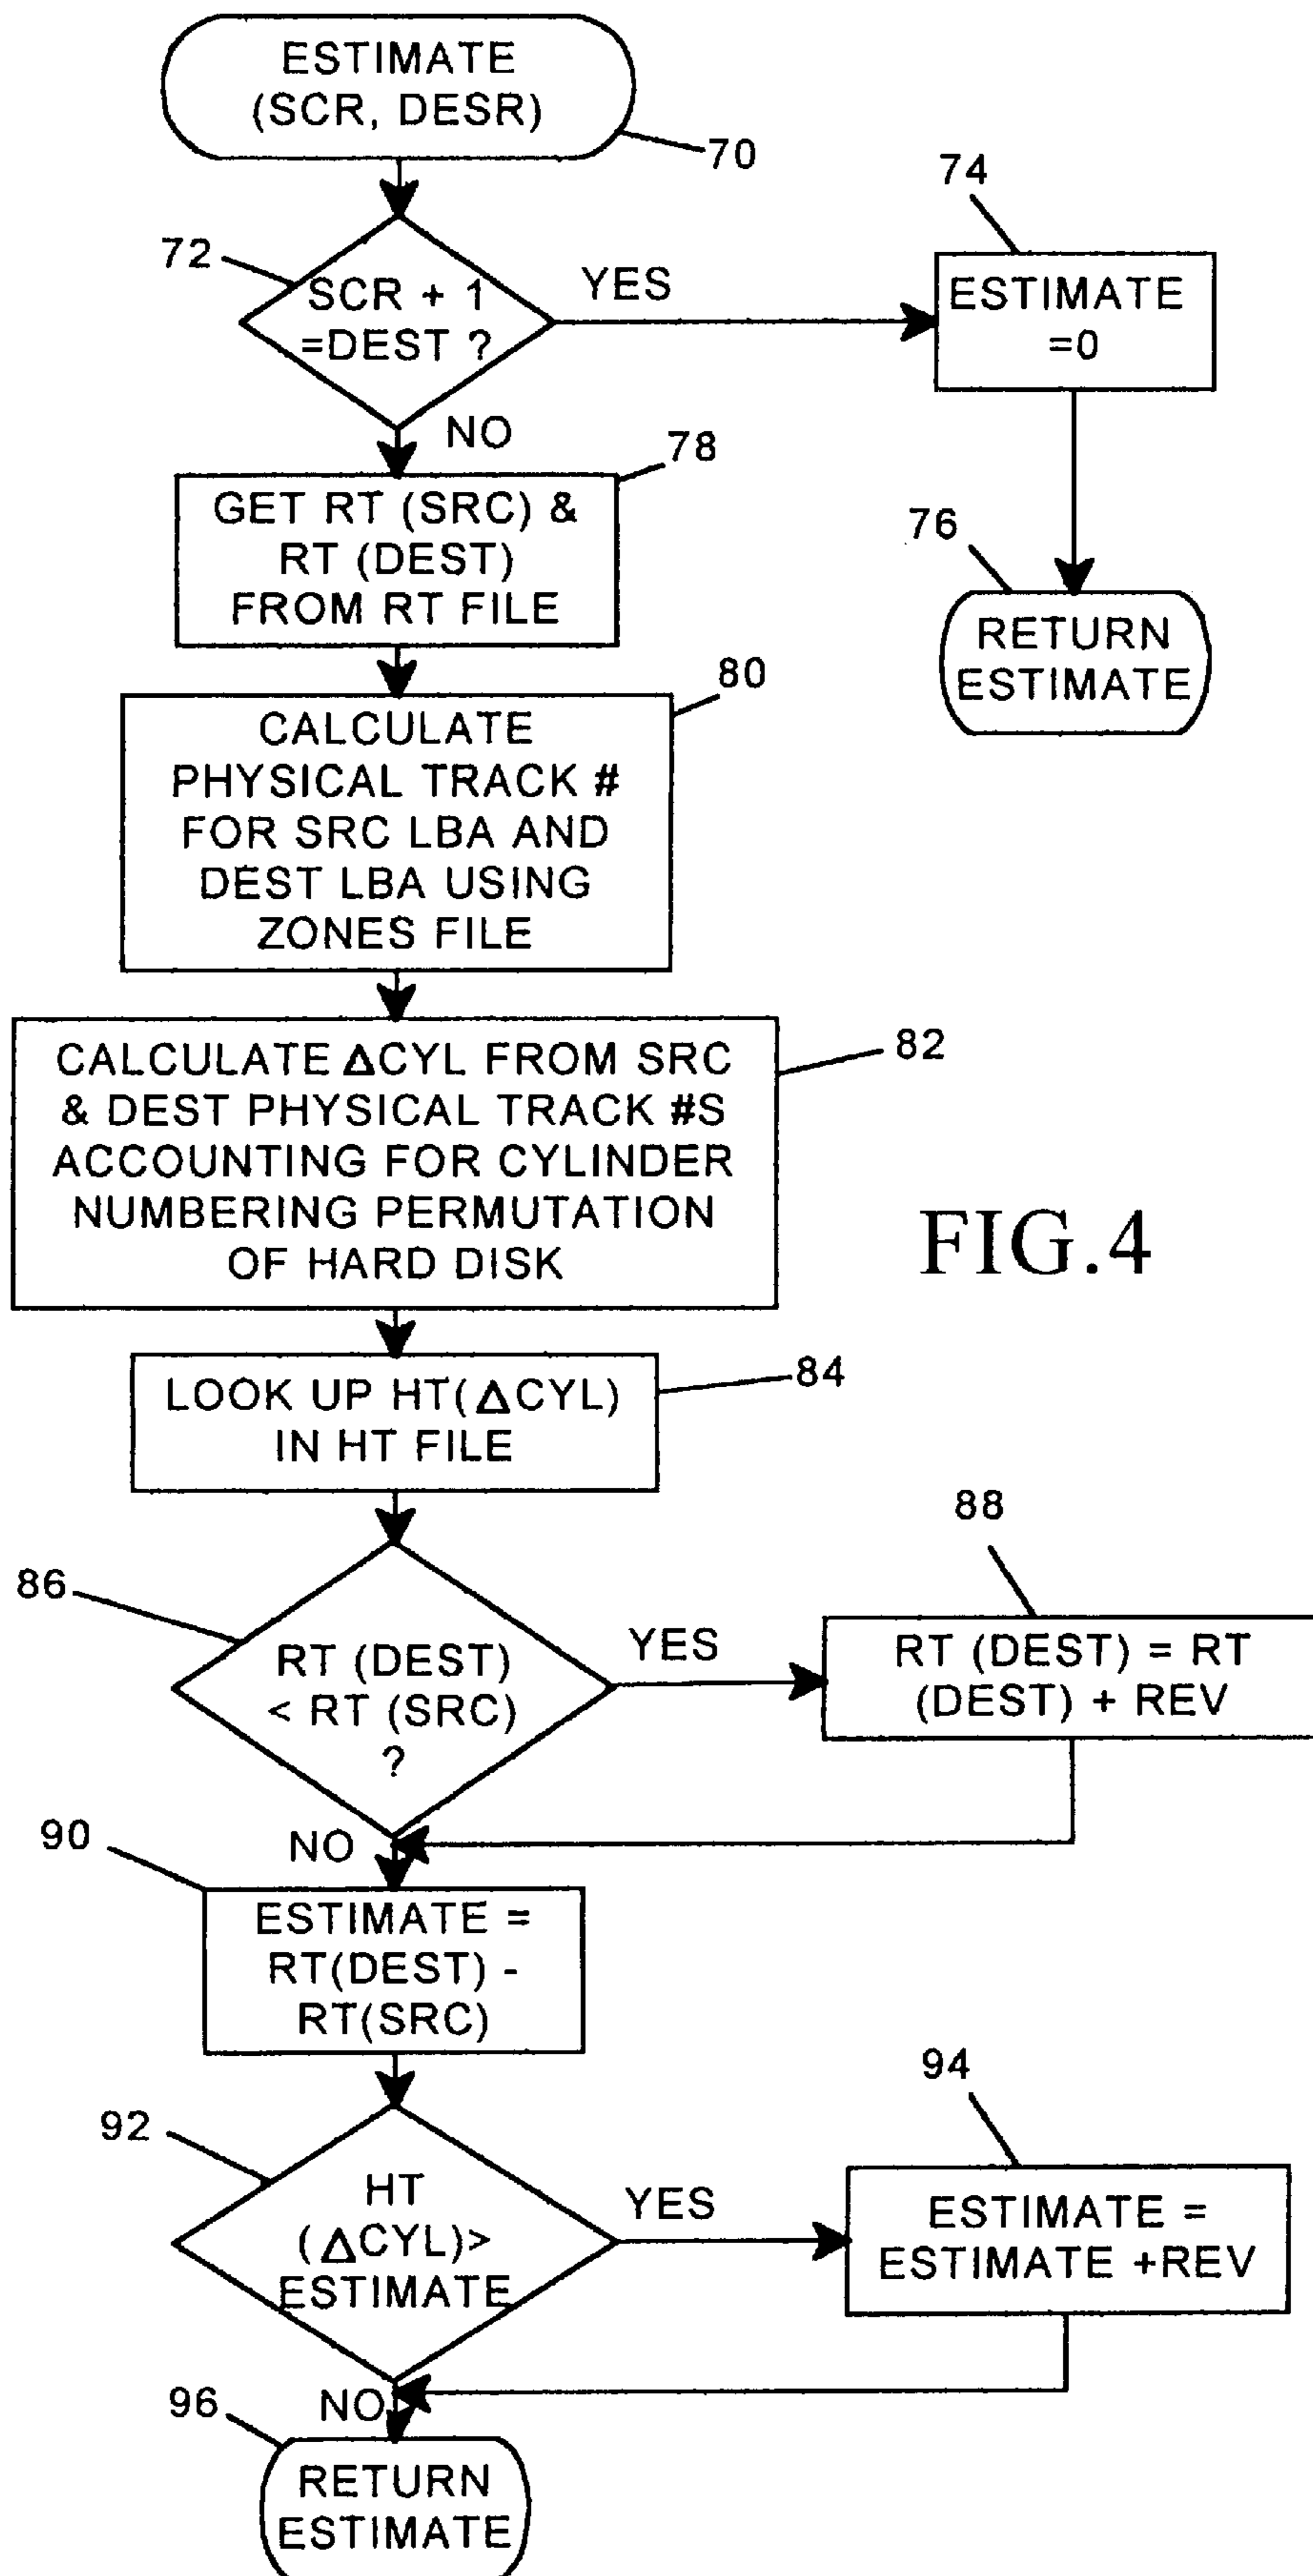 ESTIMATE
(SCR, DESR)
70
72
SCR + 1
=DEST ?
YES
74
ESTIMATE
=0
76
RETURN
ESTIMATE
NO
78
GET RT (SRC) &
RT (DEST)
FROM RT FILE
80
CALCULATE
PHYSICAL TRACK #
FOR SRC LBA AND
DEST LBA USING
ZONES FILE
82
CALCULATE ΔCYL FROM SRC
& DEST PHYSICAL TRACK #S
ACCOUNTING FOR CYLINDER
NUMBERING PERMUTATION
OF HARD DISK
FIG.4
84
LOOK UP HT(ΔCYL)
IN HT FILE
86
RT (DEST)
< RT (SRC)
?
YES
88
RT (DEST) = RT
(DEST) + REV
NO
90
ESTIMATE =
RT(DEST) -
RT(SRC)
92
HT
(ΔCYL)>
ESTIMATE
YES
94
ESTIMATE =
ESTIMATE +REV
NO
96
RETURN
ESTIMATE